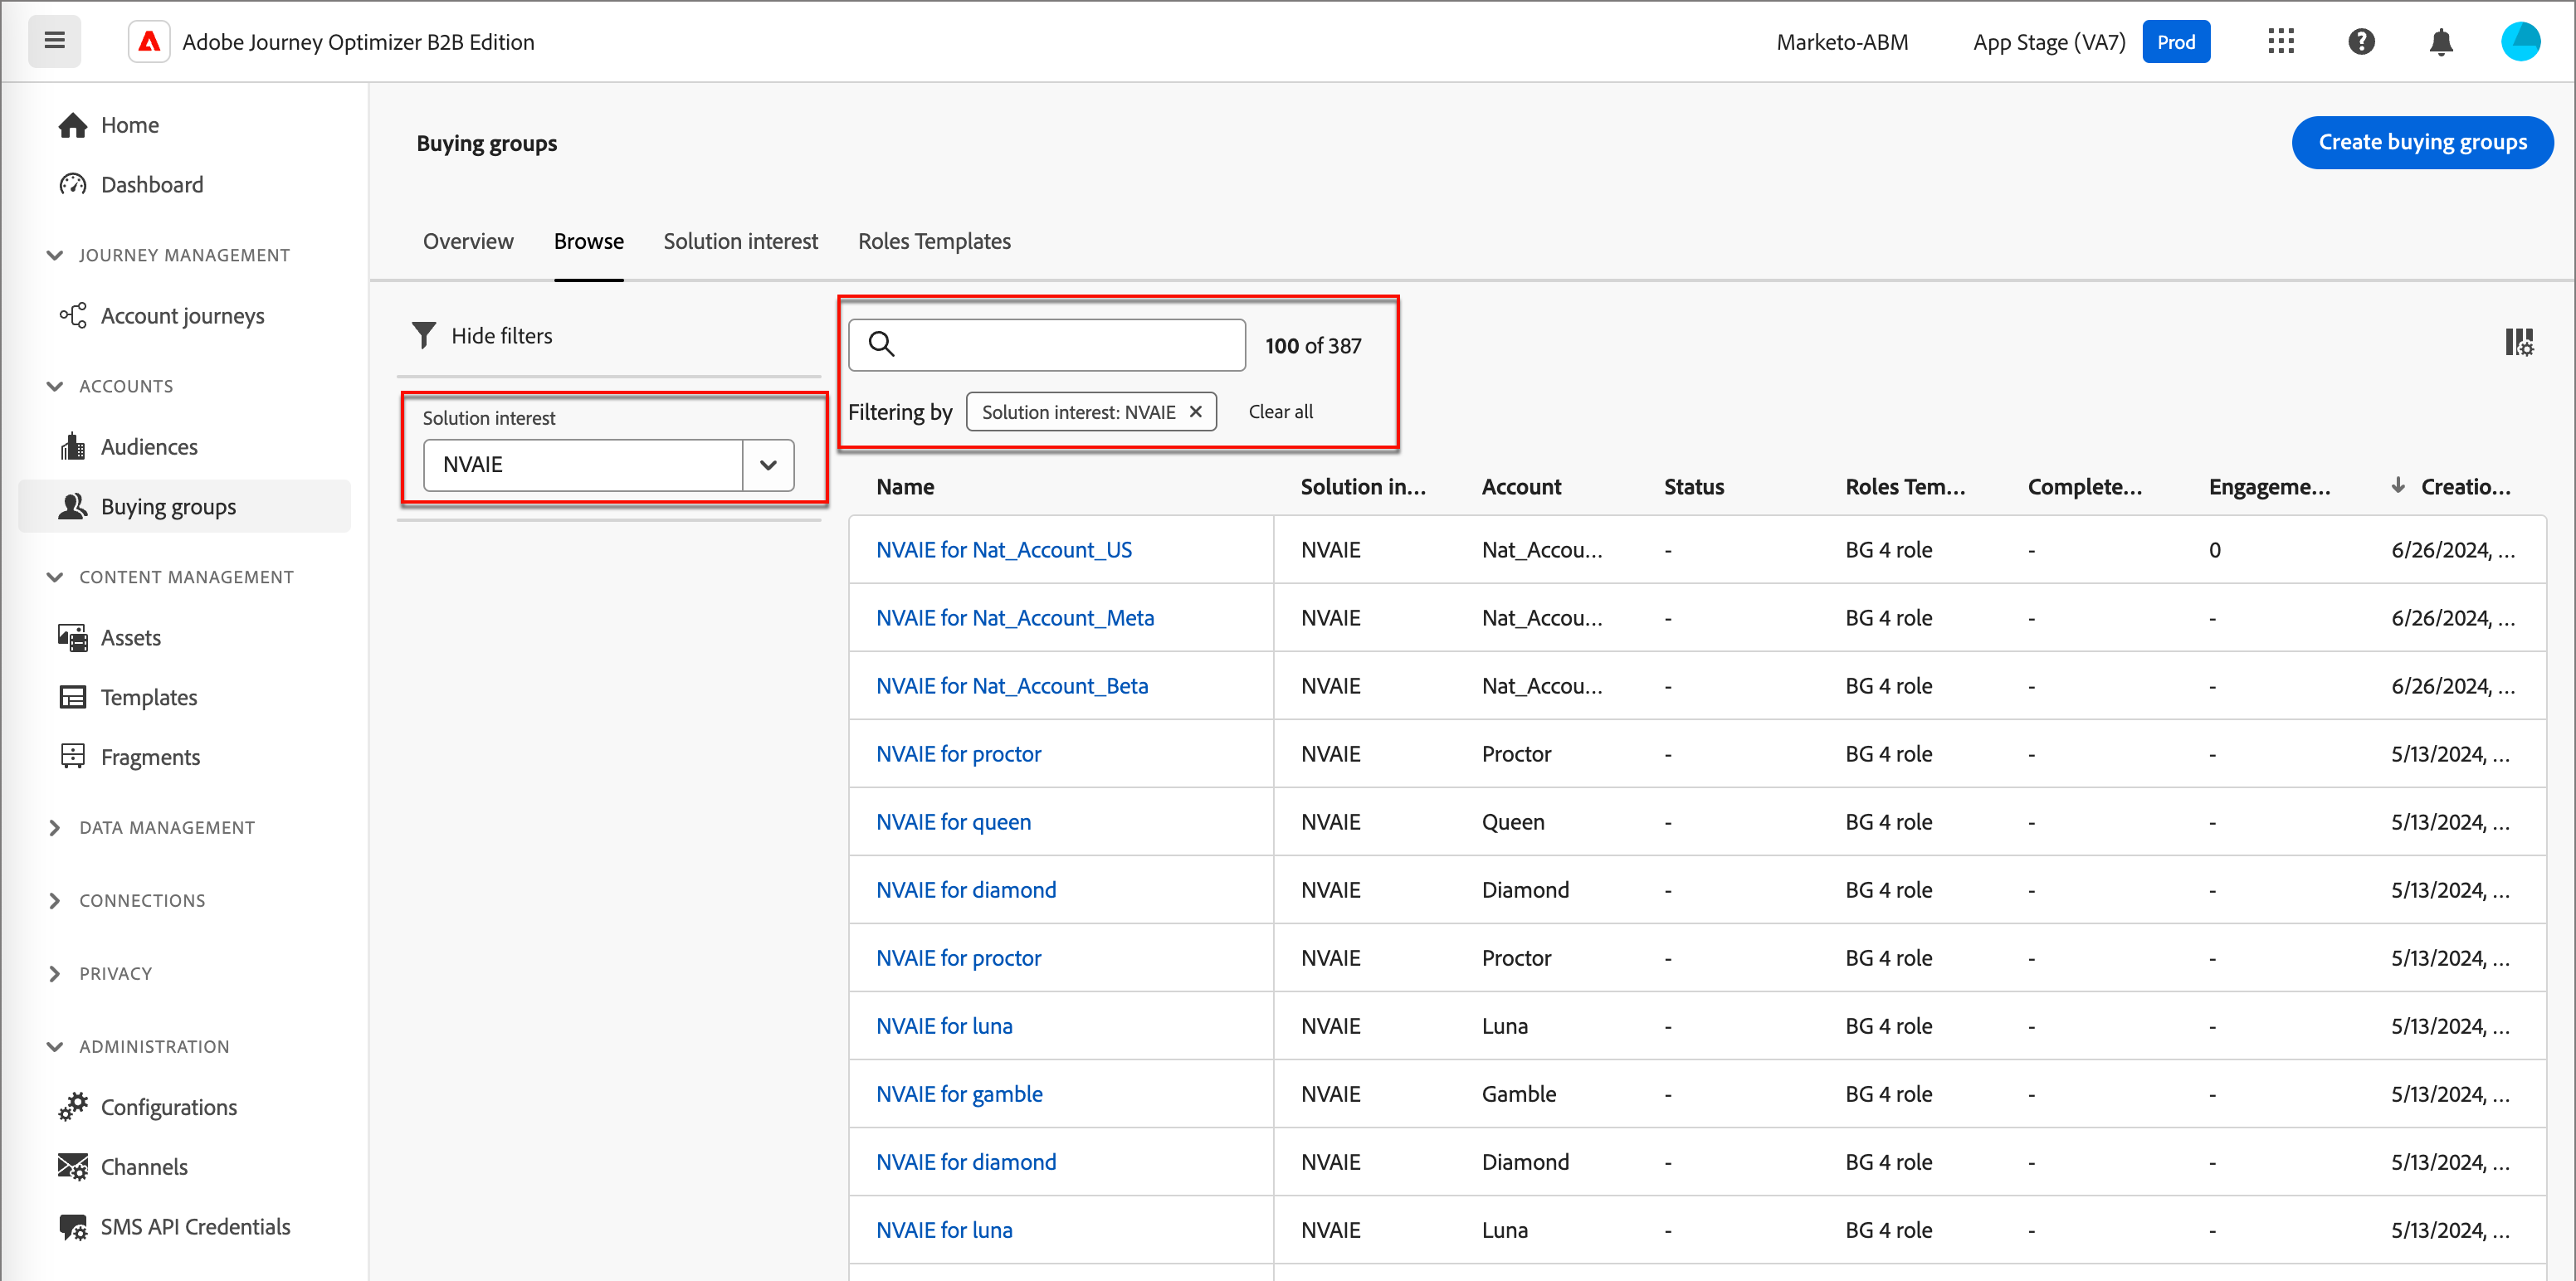 Adobe Journey Optimizer B2B Edition
Marketo-ABM
App Stage (VA7)
Prod
Home
Dashboard
JOURNEY MANAGEMENT
Account journeys
ACCOUNTS
Audiences
Buying groups
CONTENT MANAGEMENT
Assets
Templates
Fragments
DATA MANAGEMENT
CONNECTIONS
PRIVACY
ADMINISTRATION
Configurations
Channels
SMS API Credentials
Buying groups
Create buying groups
Overview Browse Solution interest Roles Templates
Hide filters
Solution interest
NVAIE
100 of 387
Filtering by Solution interest: NVAIE Clear all
Name Solution in... Account Status Roles Tem... Complete... Engageme... Creatio...
NVAIE for Nat_Account_US NVAIE Nat_Accou... - BG 4 role - 0 6/26/2024, ...
NVAIE for Nat_Account_Meta NVAIE Nat_Accou... - BG 4 role - - 6/26/2024, ...
NVAIE for Nat_Account_Beta NVAIE Nat_Accou... - BG 4 role - - 6/26/2024, ...
NVAIE for proctor NVAIE Proctor - BG 4 role - - 5/13/2024, ...
NVAIE for queen NVAIE Queen - BG 4 role - - 5/13/2024, ...
NVAIE for diamond NVAIE Diamond - BG 4 role - - 5/13/2024, ...
NVAIE for proctor NVAIE Proctor - BG 4 role - - 5/13/2024, ...
NVAIE for luna NVAIE Luna - BG 4 role - - 5/13/2024, ...
NVAIE for gamble NVAIE Gamble - BG 4 role - - 5/13/2024, ...
NVAIE for diamond NVAIE Diamond - BG 4 role - - 5/13/2024, ...
NVAIE for luna NVAIE Luna - BG 4 role - - 5/13/2024, ...